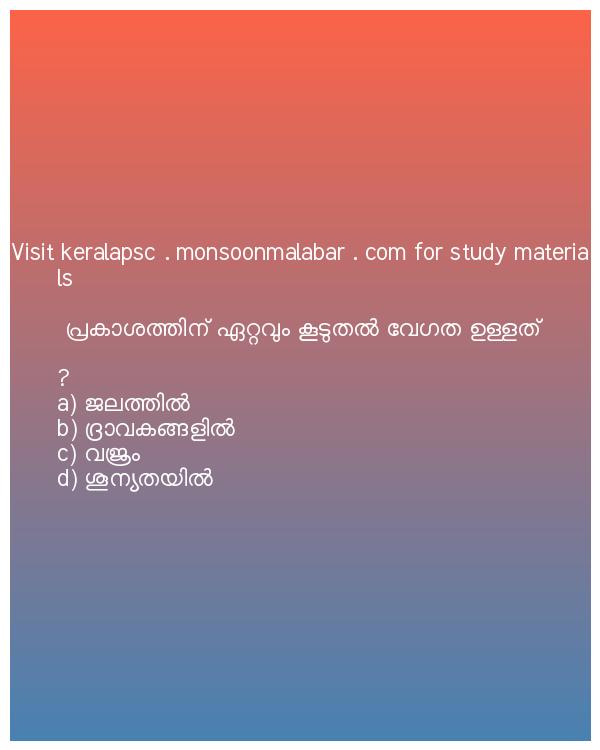 Visit keralapsc . monsoonmalabar . com for study materia
ls
പ്രകാശത്തിന് ഏറ്റവും കൂടുതൽ വേഗത ഉള്ളത്
?
a) ജലത്തിൽ
b) ദ്രാവകങ്ങളിൽ
c) വജ്രം
d) ശൂന്യതയിൽ